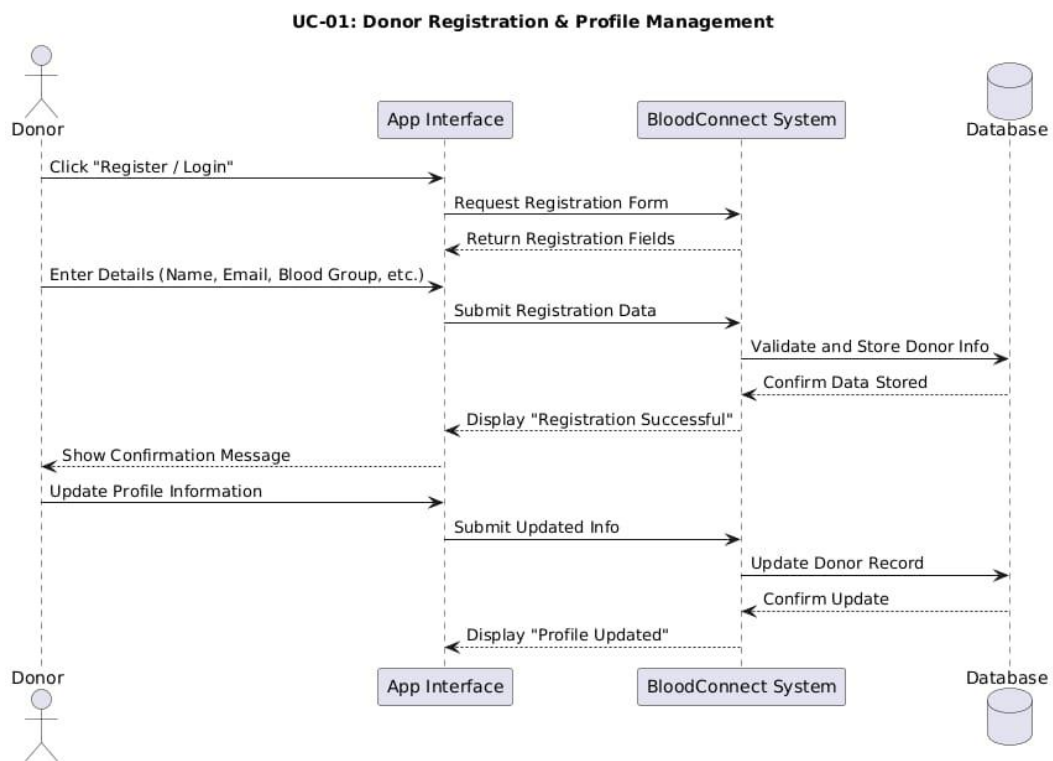 UC-01: Donor Registration & Profile Management
Donor
App Interface
BloodConnect System
Database
Click "Register / Login"
Request Registration Form
Return Registration Fields
Enter Details (Name, Email, Blood Group, etc.)
Submit Registration Data
Validate and Store Donor Info
Confirm Data Stored
Display "Registration Successful"
Show Confirmation Message
Update Profile Information
Submit Updated Info
Update Donor Record
Confirm Update
Display "Profile Updated"
Donor
App Interface
BloodConnect System
Database